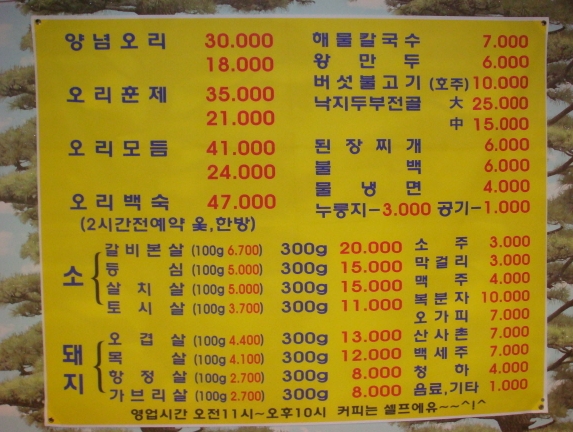 양념오리 30.000
18.000
오리훈제 35.000
21.000
오리모듬 41.000
24.000
오리백숙 47.000
(2시간전예약 옻,한방)
해물칼국수 7.000
왕만두 6.000
버섯불고기 (호주) 10.000
낙지두부전골 大 25.000
中 15.000
된장찌개 6.000
불백 6.000
물냉면 4.000
누룽지-3.000 공기-1.000
소
갈비본살 (100g 6.700) 300g 20.000
등심 (100g 5.000) 300g 15.000
살치살 (100g 5.000) 300g 15.000
토시살 (100g 3.700) 300g 11.000
돼지
오겹살 (100g 4.400) 300g 13.000
목살 (100g 4.100) 300g 12.000
항정살 (100g 2.700) 300g 8.000
가브리살 (100g 2.700) 300g 8.000
소주 3.000
막걸리 3.000
맥주 4.000
복분자 10.000
오가피 7.000
산사춘 7.000
백세주 7.000
청하 4.000
음료,기타 1.000
영업시간 오전11시~오후10시 커피는 셀프에유~~^!^